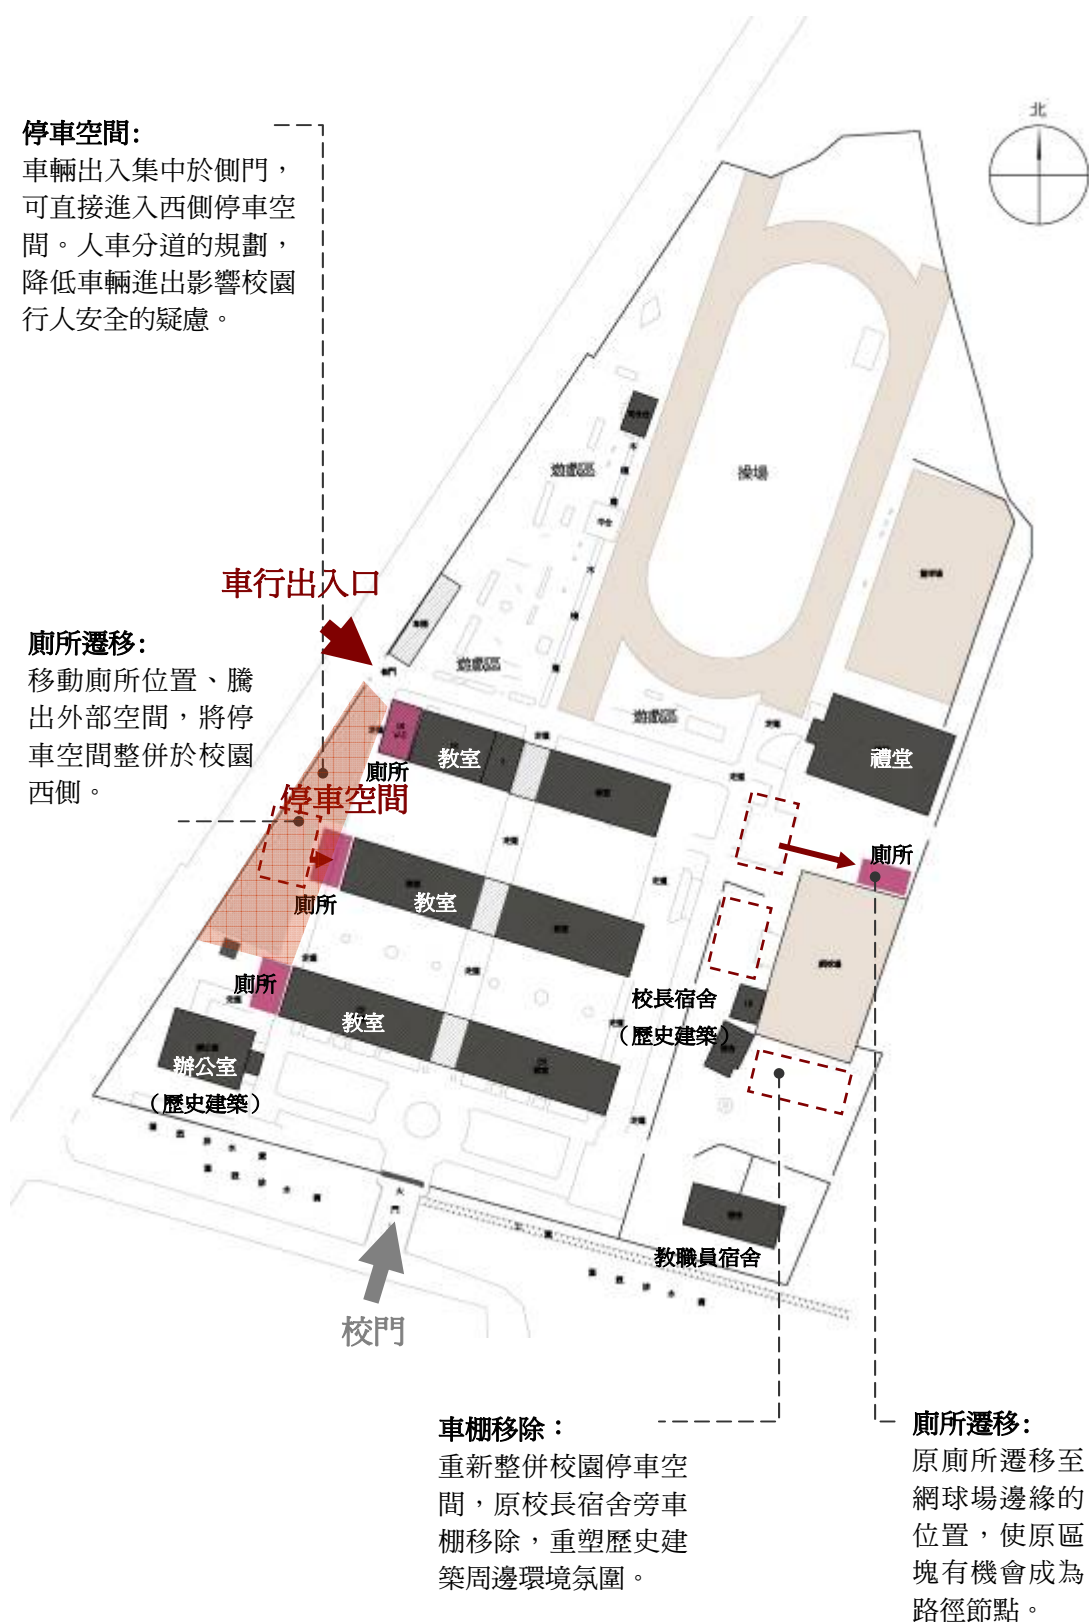 北
停車空間:
車輛出入集中於側門，
可直接進入西側停車空
間。人車分道的規劃，
降低車輛進出影響校園
行人安全的疑慮。
遊戲區
操場
車行出入口
廁所遷移:
移動廁所位置、騰
出外部空間，將停
車空間整併於校園
西側。
遊戲區
遊戲區
教室
禮堂
廁所
停車空間
廁所
教室
廁所
廁所
校長宿舍
（歷史建築）
教室
辦公室
（歷史建築）
大門
教職員宿舍
校門
車棚移除：
重新整併校園停車空
間，原校長宿舍旁車
棚移除，重塑歷史建
築周邊環境氛圍。
廁所遷移:
原廁所遷移至
網球場邊緣的
位置，使原區
塊有機會成為
路徑節點。